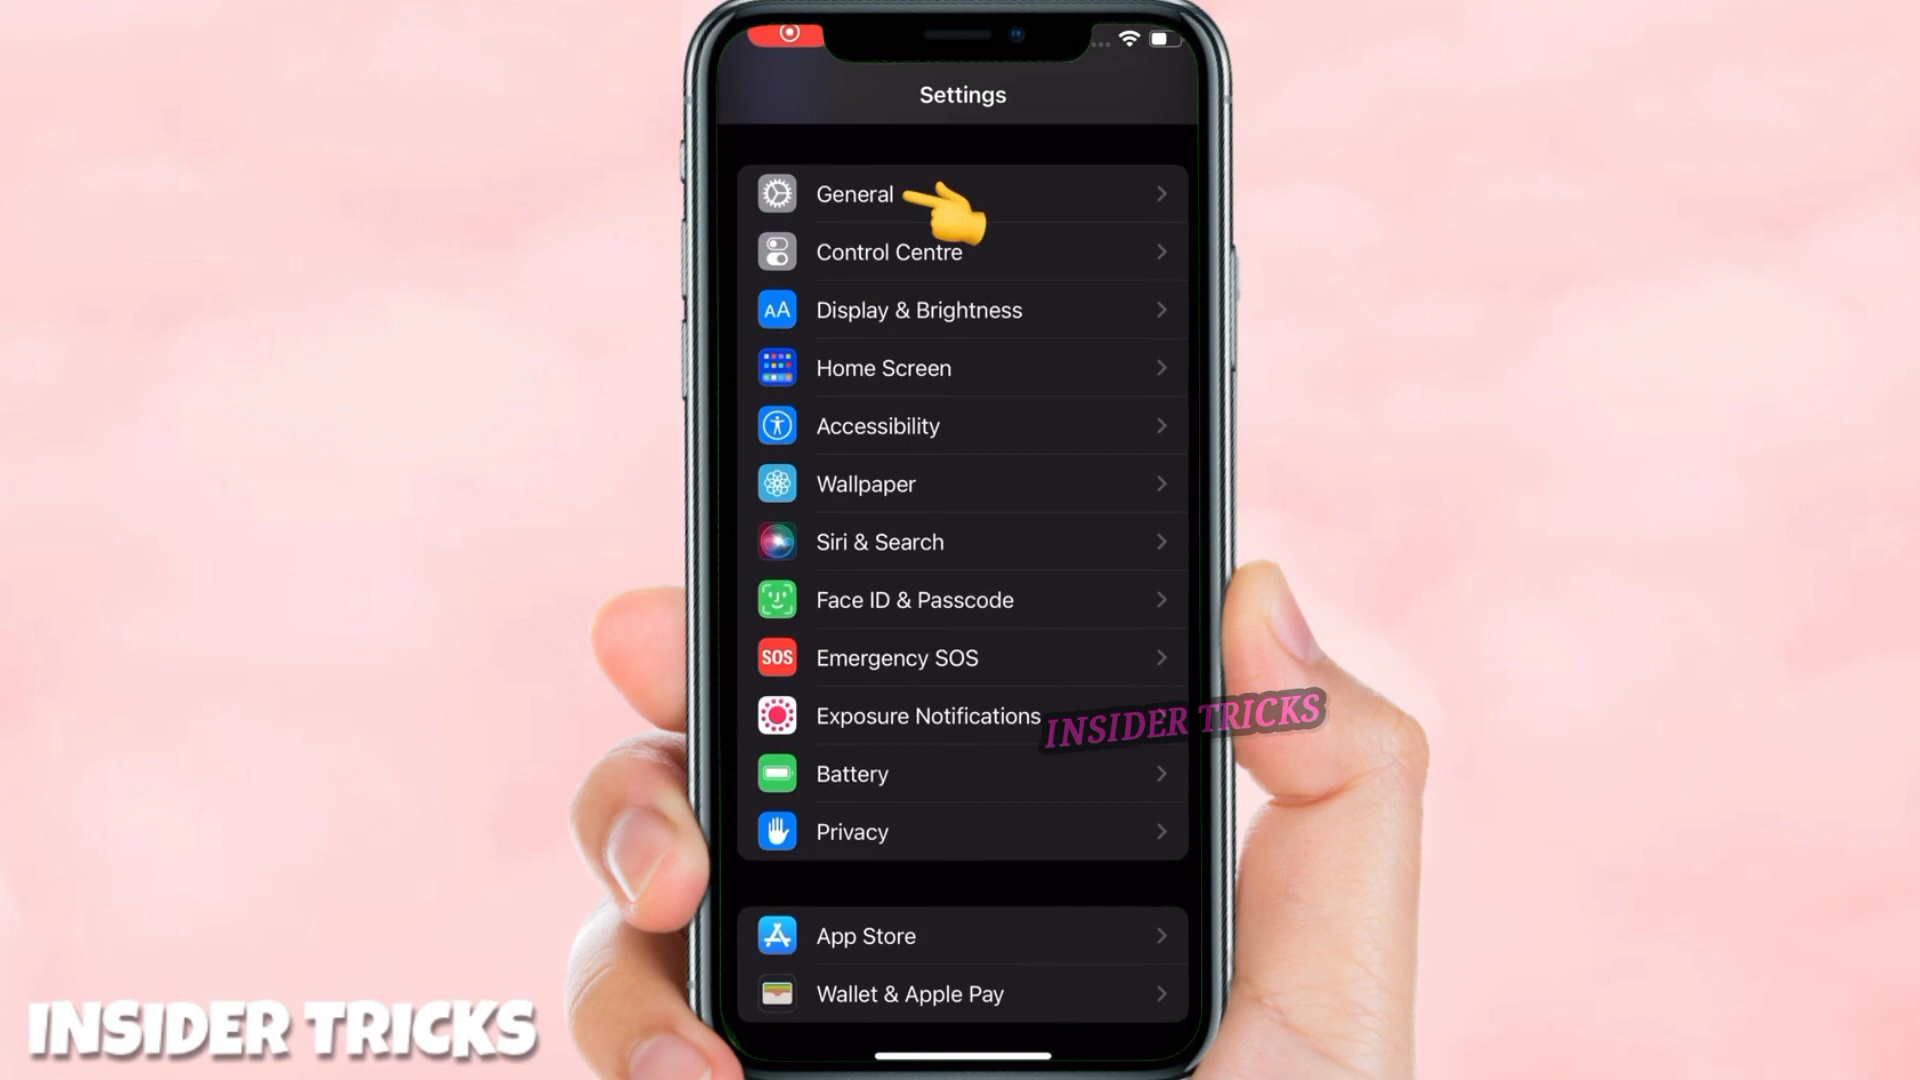 Settings
General
Control Centre
AA
Display & Brightness
Home Screen
Accessibility
Wallpaper
Siri & Search
Face ID & Passcode
SOS
Emergency SOS
Exposure Notifications
INSIDER TRICKS
Battery
Privacy
App Store
Wallet & Apple Pay
INSIDER TRICKS